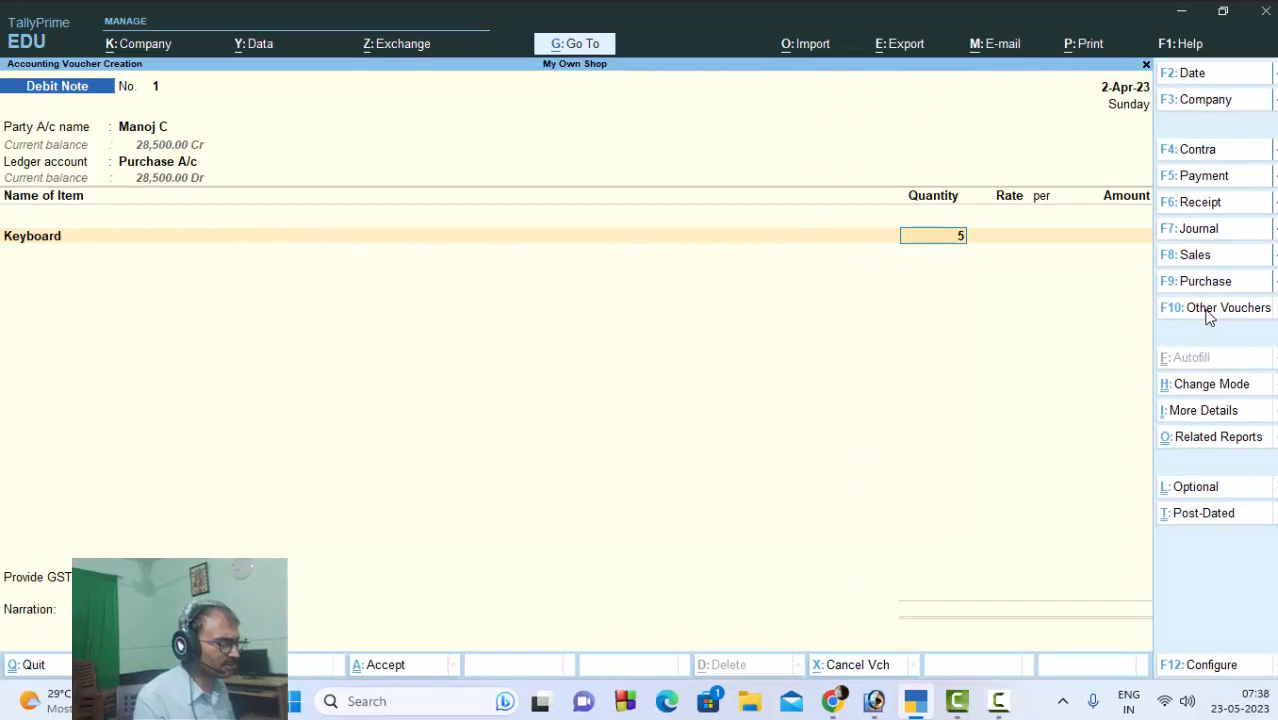 TallyPrime
MANAGE
EDU
K: Company
Y: Data
Z: Exchange
G: Go To
O: Import
E: Export
M: E-mail
P: Print
F1: Help
Accounting Voucher Creation
My Own Shop
Debit Note No. 1
2-Apr-23
Sunday
Party A/c name : Manoj C
Current balance : 28,500.00 Cr
Ledger account : Purchase A/c
Current balance : 28,500.00 Dr
Name of Item
Quantity
Rate per
Amount
Keyboard
5
F2: Date
F3: Company
F4: Contra
F5: Payment
F6: Receipt
F7: Journal
F8: Sales
F9: Purchase
F10: Other Vouchers
F: Autofill
H: Change Mode
I: More Details
O: Related Reports
L: Optional
T: Post-Dated
Provide GST
Narration:
Q: Quit
A: Accept
D: Delete
X: Cancel Vch
F12: Configure
29°C
Search
ENG
IN
07:38
23-05-2023